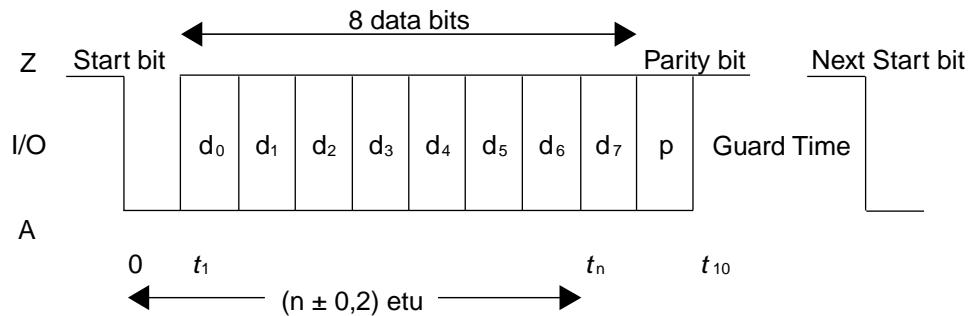 8 data bits
Z Start bit Parity bit Next Start bit
I/O d0 d1 d2 d3 d4 d5 d6 d7 p Guard Time
A
0 t1 tn t10
(n ± 0,2) etu